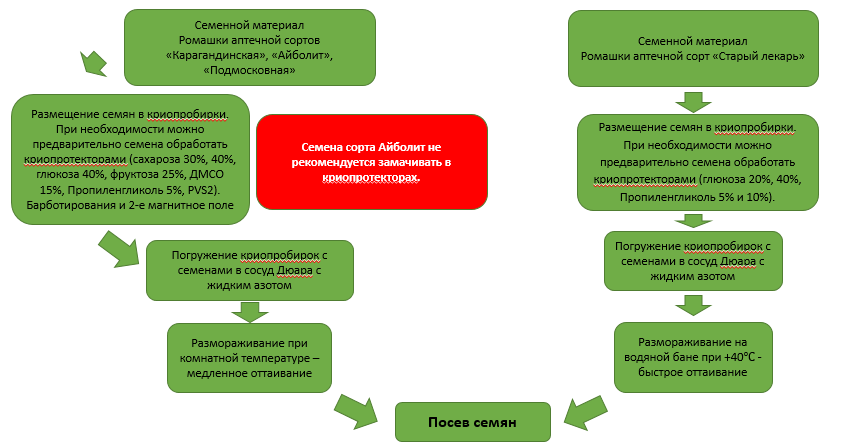 Семенной материал
Ромашки аптечной сортов
«Карагандинская», «Айболит»,
«Подмосковная»
Размещение семян в криопробирки.
При необходимости можно
предварительно семена обработать
криопротекторами (сахароза 30%, 40%,
глюкоза 40%, фруктоза 25%, ДМСО
15%, Пропиленгликоль 5%, PVS2).
Барботирования и 2-е магнитное поле
Семена сорта Айболит не
рекомендуется замачивать в
криопротекторах.
Погружение криопробирок с
семенами в сосуд Дюара с
жидким азотом
Размораживание при
комнатной температуре –
медленное оттаивание
Семенной материал
Ромашки аптечной сорт «Старый лекарь»
Размещение семян в криопробирки.
При необходимости можно
предварительно семена обработать
криопротекторами (глюкоза 20%, 40%,
Пропиленгликоль 5% и 10%).
Погружение криопробирок с
семенами в сосуд Дюара с
жидким азотом
Размораживание на
водяной бане при +40℃ -
быстрое оттаивание
Посев семян